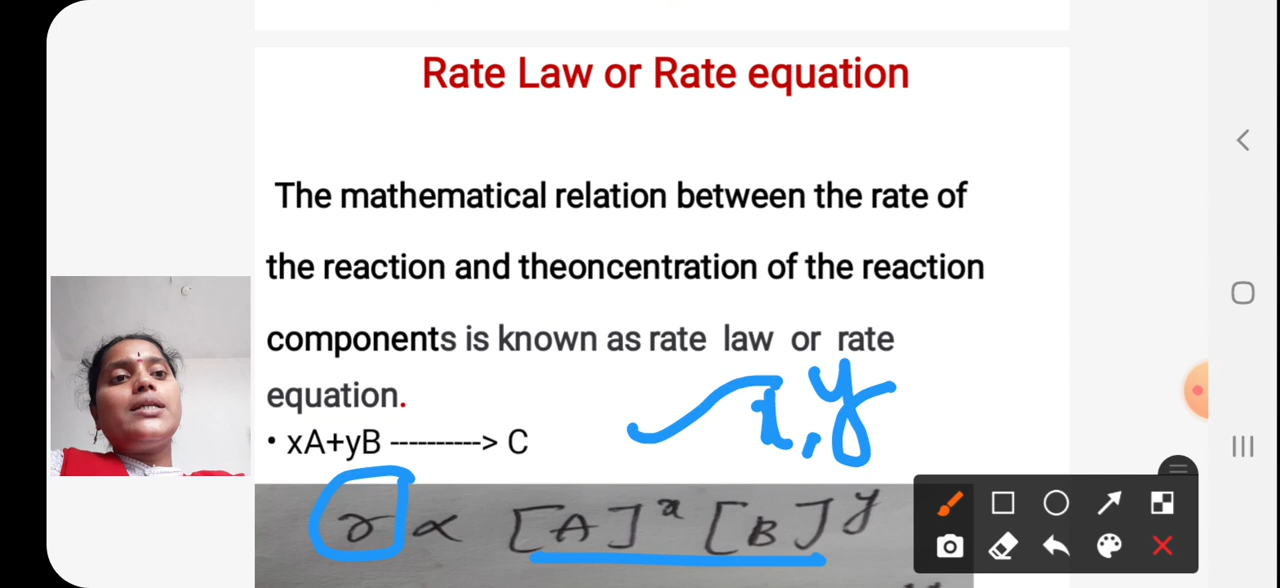 Rate Law or Rate equation
The mathematical relation between the rate of
the reaction and theoncentration of the reaction
components is known as rate law or rate
equation.
x,y
• xA+yB ----------> C
r ∝ [A]^x [B]^y